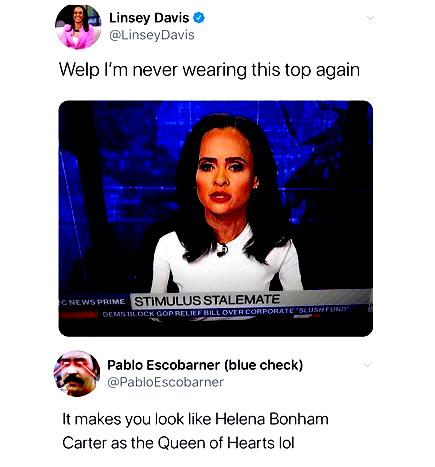 Linsey Davis
@LinseyDavis
Welp I'm never wearing this top again
C NEWS PRIME
STIMULUS STALEMATE
DEMS BLOCK GOP RELIEF BILL OVER CORPORATE "SLUSH FUND"
Pablo Escobarner (blue check)
@PabloEscobarner
It makes you look like Helena Bonham
Carter as the Queen of Hearts lol